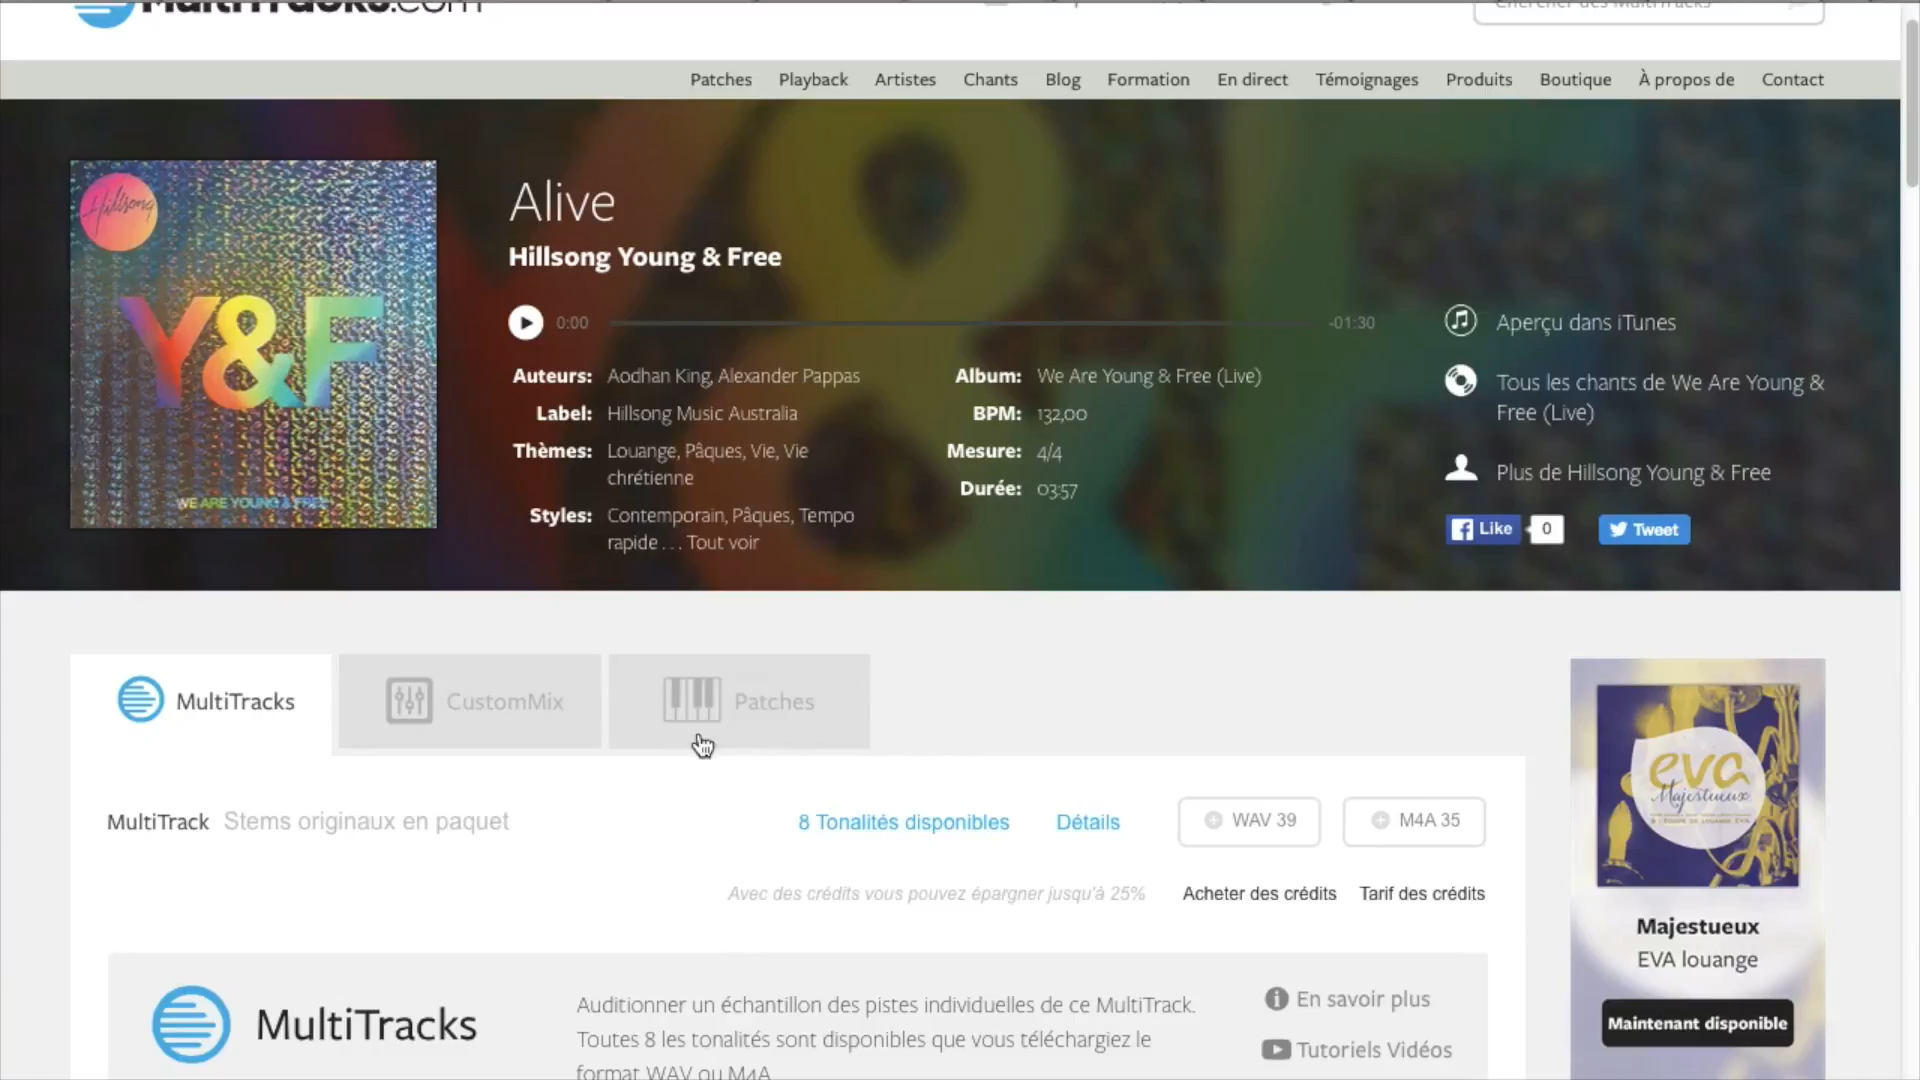 MultiTracks.com
Chercher des MultiTracks
Patches Playback Artistes Chants Blog Formation En direct Témoignages Produits Boutique À propos de Contact
Hillsong
Y&F
WE ARE YOUNG & FREE
Alive
Hillsong Young & Free
0:00 -01:30
Auteurs: Aodhan King, Alexander Pappas
Label: Hillsong Music Australia
Thèmes: Louange, Pâques, Vie, Vie
chrétienne
Styles: Contemporain, Pâques, Tempo
rapide . . . Tout voir
Album: We Are Young & Free (Live)
BPM: 132,00
Mesure: 4/4
Durée: 03:57
Aperçu dans iTunes
Tous les chants de We Are Young &
Free (Live)
Plus de Hillsong Young & Free
Like 0 Tweet
MultiTracks CustomMix Patches
MultiTrack Stems originaux en paquet 8 Tonalités disponibles Détails WAV 39 M4A 35
Avec des crédits vous pouvez épargner jusqu'à 25% Acheter des crédits Tarif des crédits
MultiTracks
Auditionner un échantillon des pistes individuelles de ce MultiTrack.
Toutes 8 les tonalités sont disponibles que vous téléchargiez le
format WAV ou M4A
En savoir plus
Tutoriels Vidéos
eva
Majestueux
Majestueux
EVA louange
Maintenant disponible